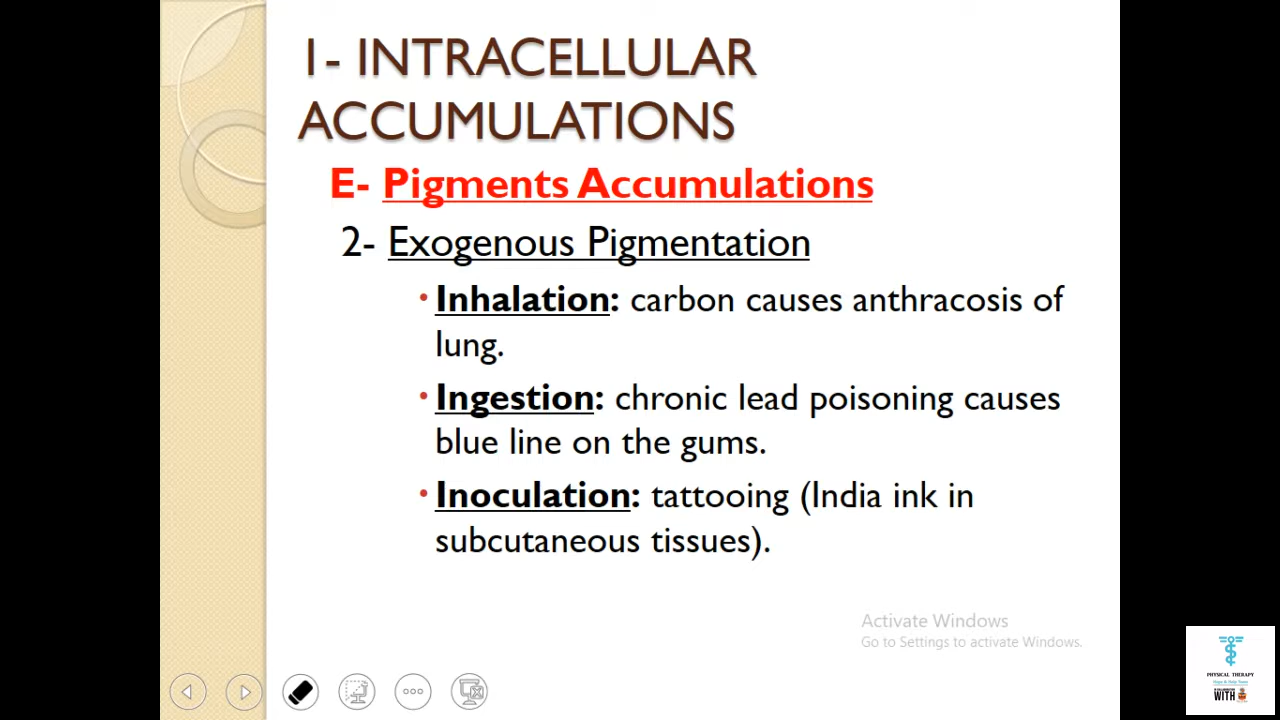 1- INTRACELLULAR
ACCUMULATIONS
E- Pigments Accumulations
2- Exogenous Pigmentation
• Inhalation: carbon causes anthracosis of
lung.
• Ingestion: chronic lead poisoning causes
blue line on the gums.
• Inoculation: tattooing (India ink in
subcutaneous tissues).
Activate Windows
Go to Settings to activate Windows.
PHYSICAL THERAPY
WITH